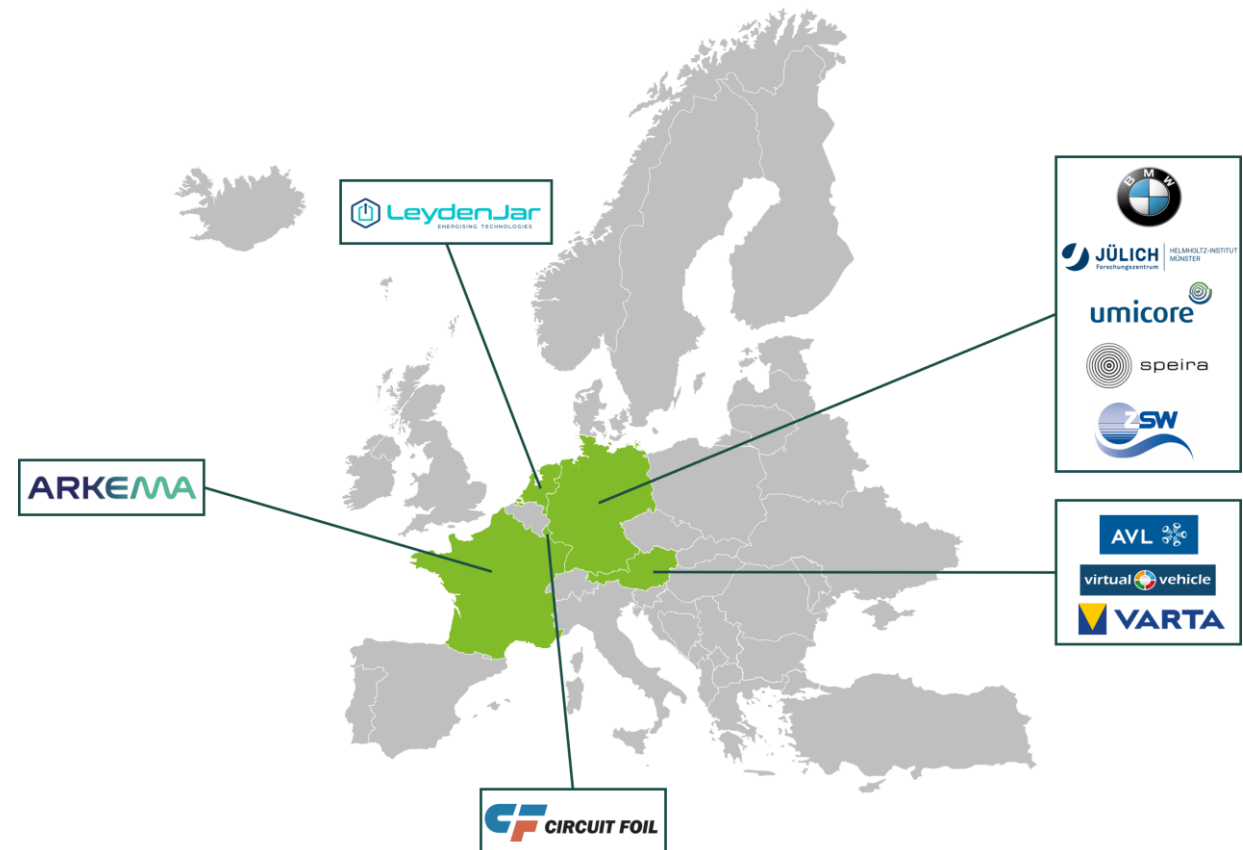 LeydenJar
ENERGISING TECHNOLOGIES
BMW
JÜLICH
Forschungszentrum
HELMHOLTZ-INSTITUT
MÜNSTER
umicore
speira
ZSW
ARKEMA
AVL
virtual vehicle
VARTA
CF CIRCUIT FOIL